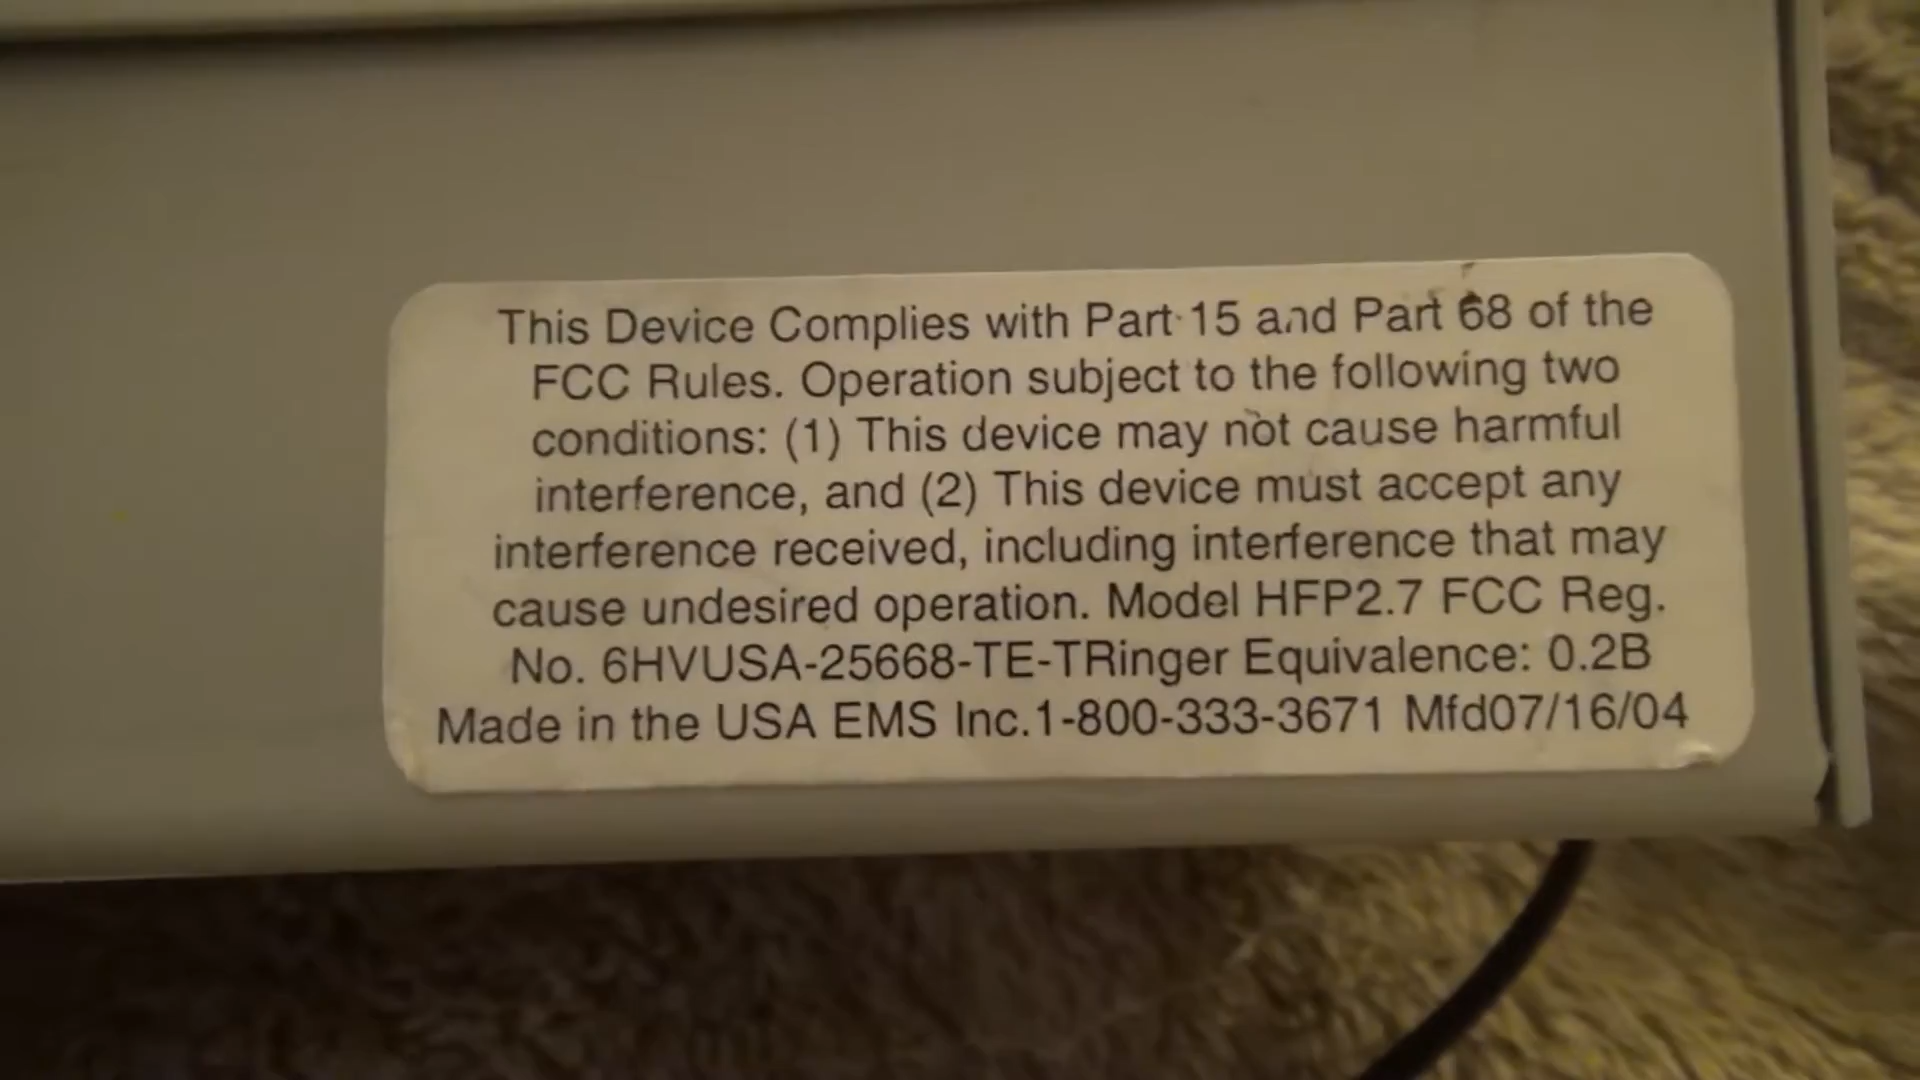 This Device Complies with Part 15 and Part 68 of the
FCC Rules. Operation subject to the following two
conditions: (1) This device may not cause harmful
interference, and (2) This device must accept any
interference received, including interference that may
cause undesired operation. Model HFP2.7 FCC Reg.
No. 6HVUSA-25668-TE-TRinger Equivalence: 0.2B
Made in the USA EMS Inc.1-800-333-3671 Mfd07/16/04